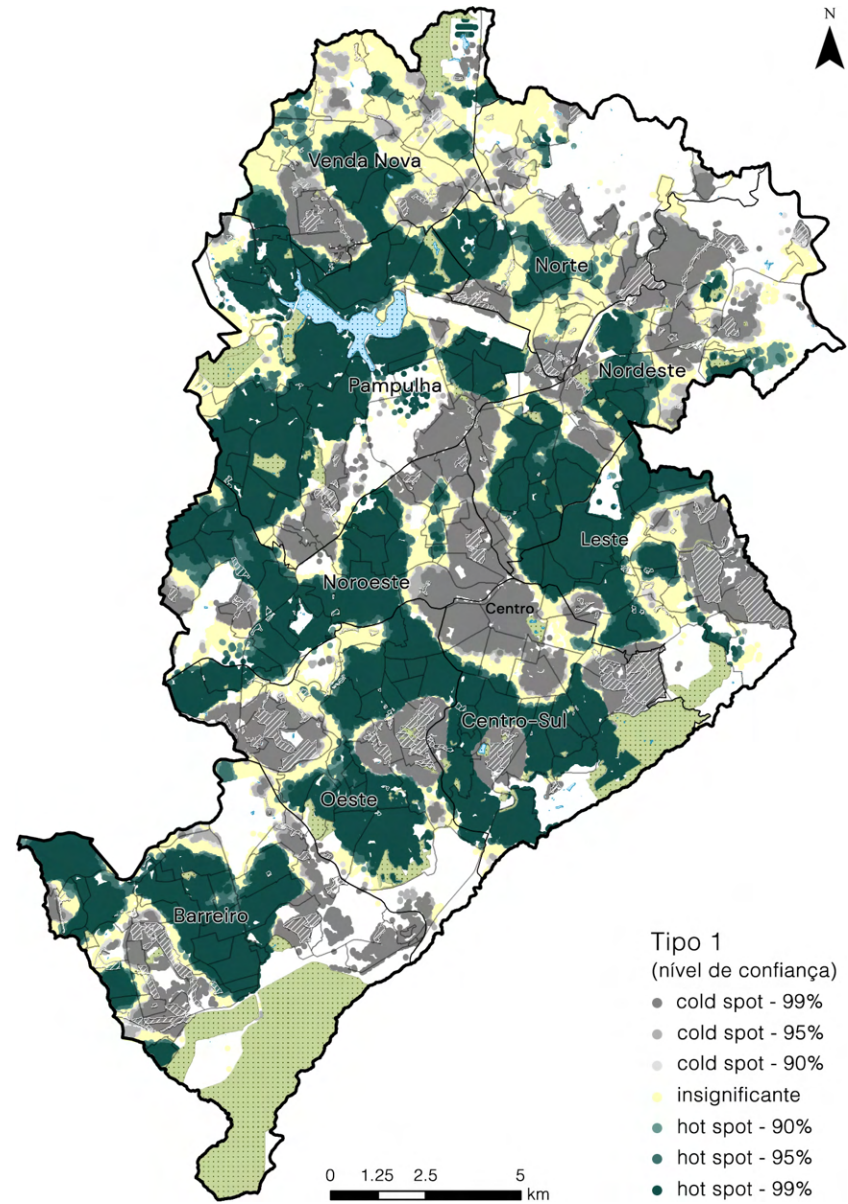 N
Venda Nova
Norte
Nordeste
Pampulha
Leste
Noroeste
Centro
Centro-Sul
Oeste
Barreiro
Tipo 1
(nível de confiança)
cold spot - 99%
cold spot - 95%
cold spot - 90%
insignificante
hot spot - 90%
hot spot - 95%
hot spot - 99%
0 1.25 2.5 5
km